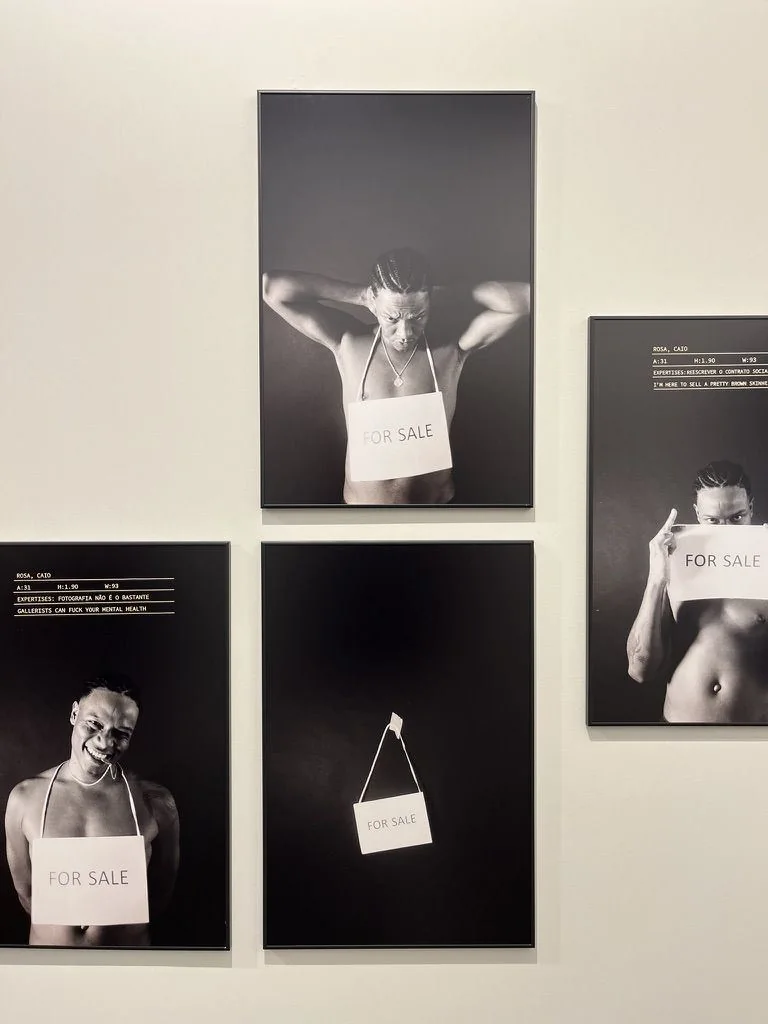 FOR SALE
ROSA, CAIO
A:31 H:1.90 W:93
EXPERTISES: REESCREVER O CONTRATO
I'M HERE TO SELL A PRETTY BROWN
FOR SALE
ROSA, CAIO
A:31 H:1.90 W:93
EXPERTISES: FOTOGRAFIA NÃO É O BASTANTE
GALLERISTS CAN FUCK YOUR MENTAL HEALTH
FOR SALE
FOR SALE